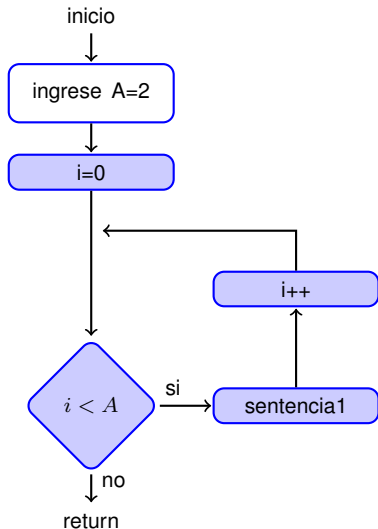 inicio
ingrese A=2
i=0
i++
i < A
si
sentencia1
no
return